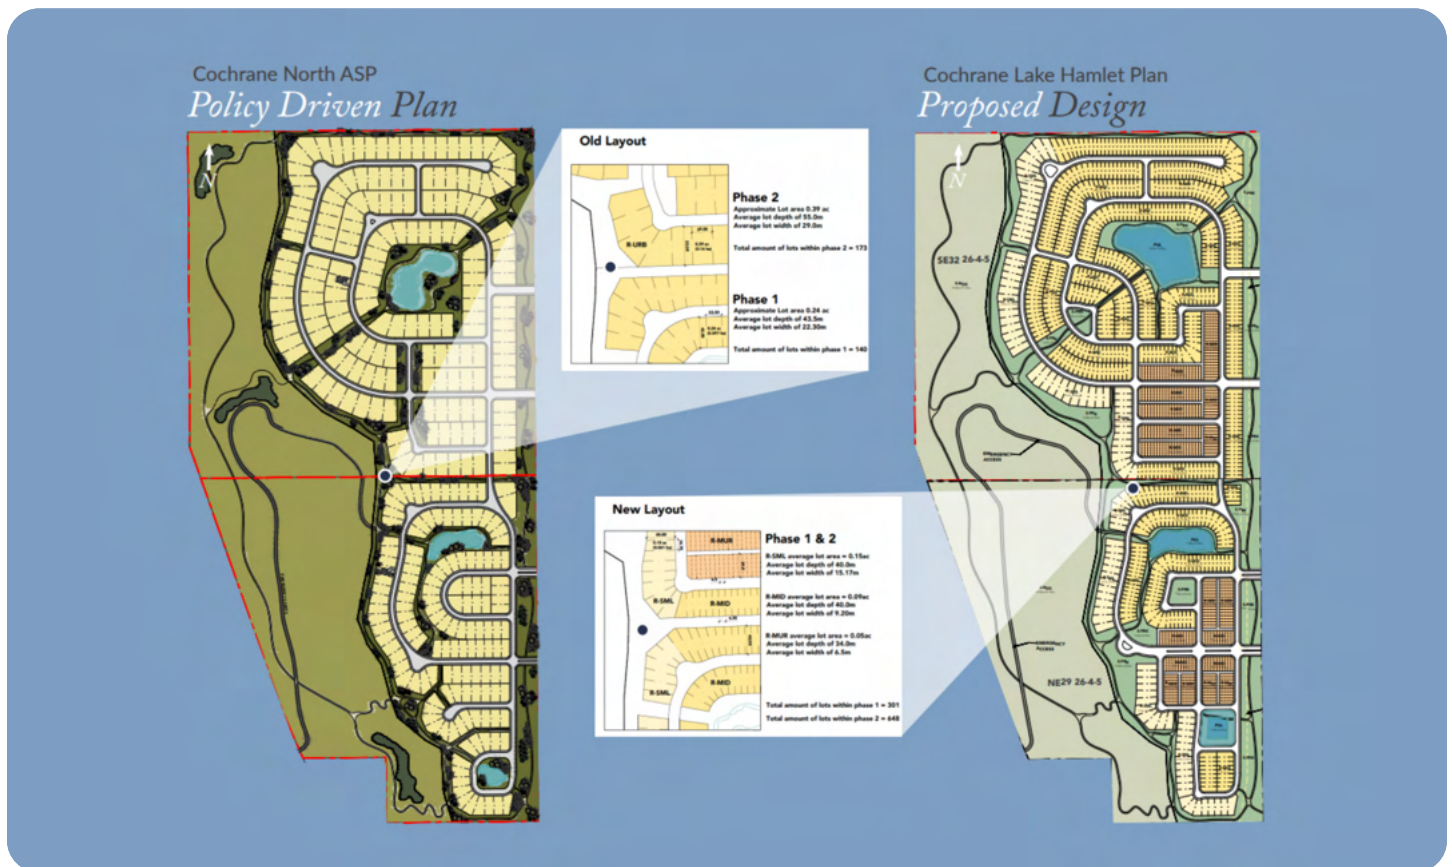 Cochrane North ASP
Policy Driven Plan
N
Old Layout
R-URB
Phase 2
Approximate Lot area 0.39 ac
Average lot depth of 55.0m
Average lot width of 29.0m
Total amount of lots within phase 2 = 173
Phase 1
Approximate Lot area 0.24 ac
Average lot depth of 43.5m
Average lot width of 22.30m
Total amount of lots within phase 1 = 140
New Layout
R-MUR
R-SML
R-MID
R-SML
R-MID
Phase 1 & 2
R-SML average lot area = 0.15ac
Average lot depth of 40.0m
Average lot width of 15.17m
R-MID average lot area = 0.09ac
Average lot depth of 40.0m
Average lot width of 9.20m
R-MUR average lot area = 0.05ac
Average lot depth of 34.0m
Average lot width of 6.5m
Total amount of lots within phase 1 = 301
Total amount of lots within phase 2 = 648
Cochrane Lake Hamlet Plan
Proposed Design
N
SE32 26-4-5
EMERGENCY
ACCESS
EMERGENCY
ACCESS
NE29 26-4-5